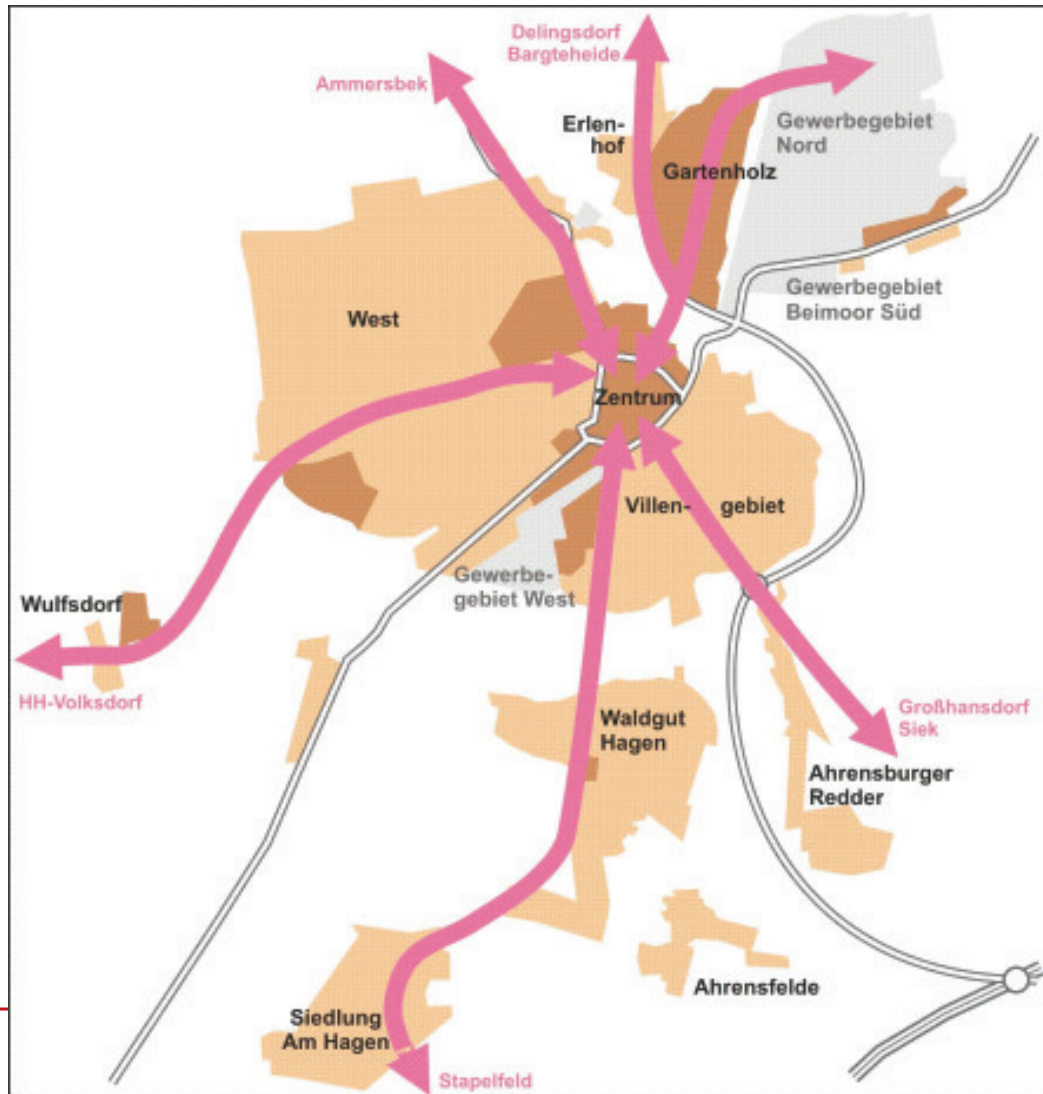 Delingsdorf
Bargteheide
Ammersbek
Erlen-
hof
Gewerbegebiet
Nord
Gartenholz
Gewerbegebiet
Beimoor Süd
West
Zentrum
Villen- gebiet
Gewerbe-
gebiet West
Wulfsdorf
HH-Volksdorf
Waldgut
Hagen
Großhansdorf
Siek
Ahrensburger
Redder
Ahrensfelde
Siedlung
Am Hagen
Stapelfeld